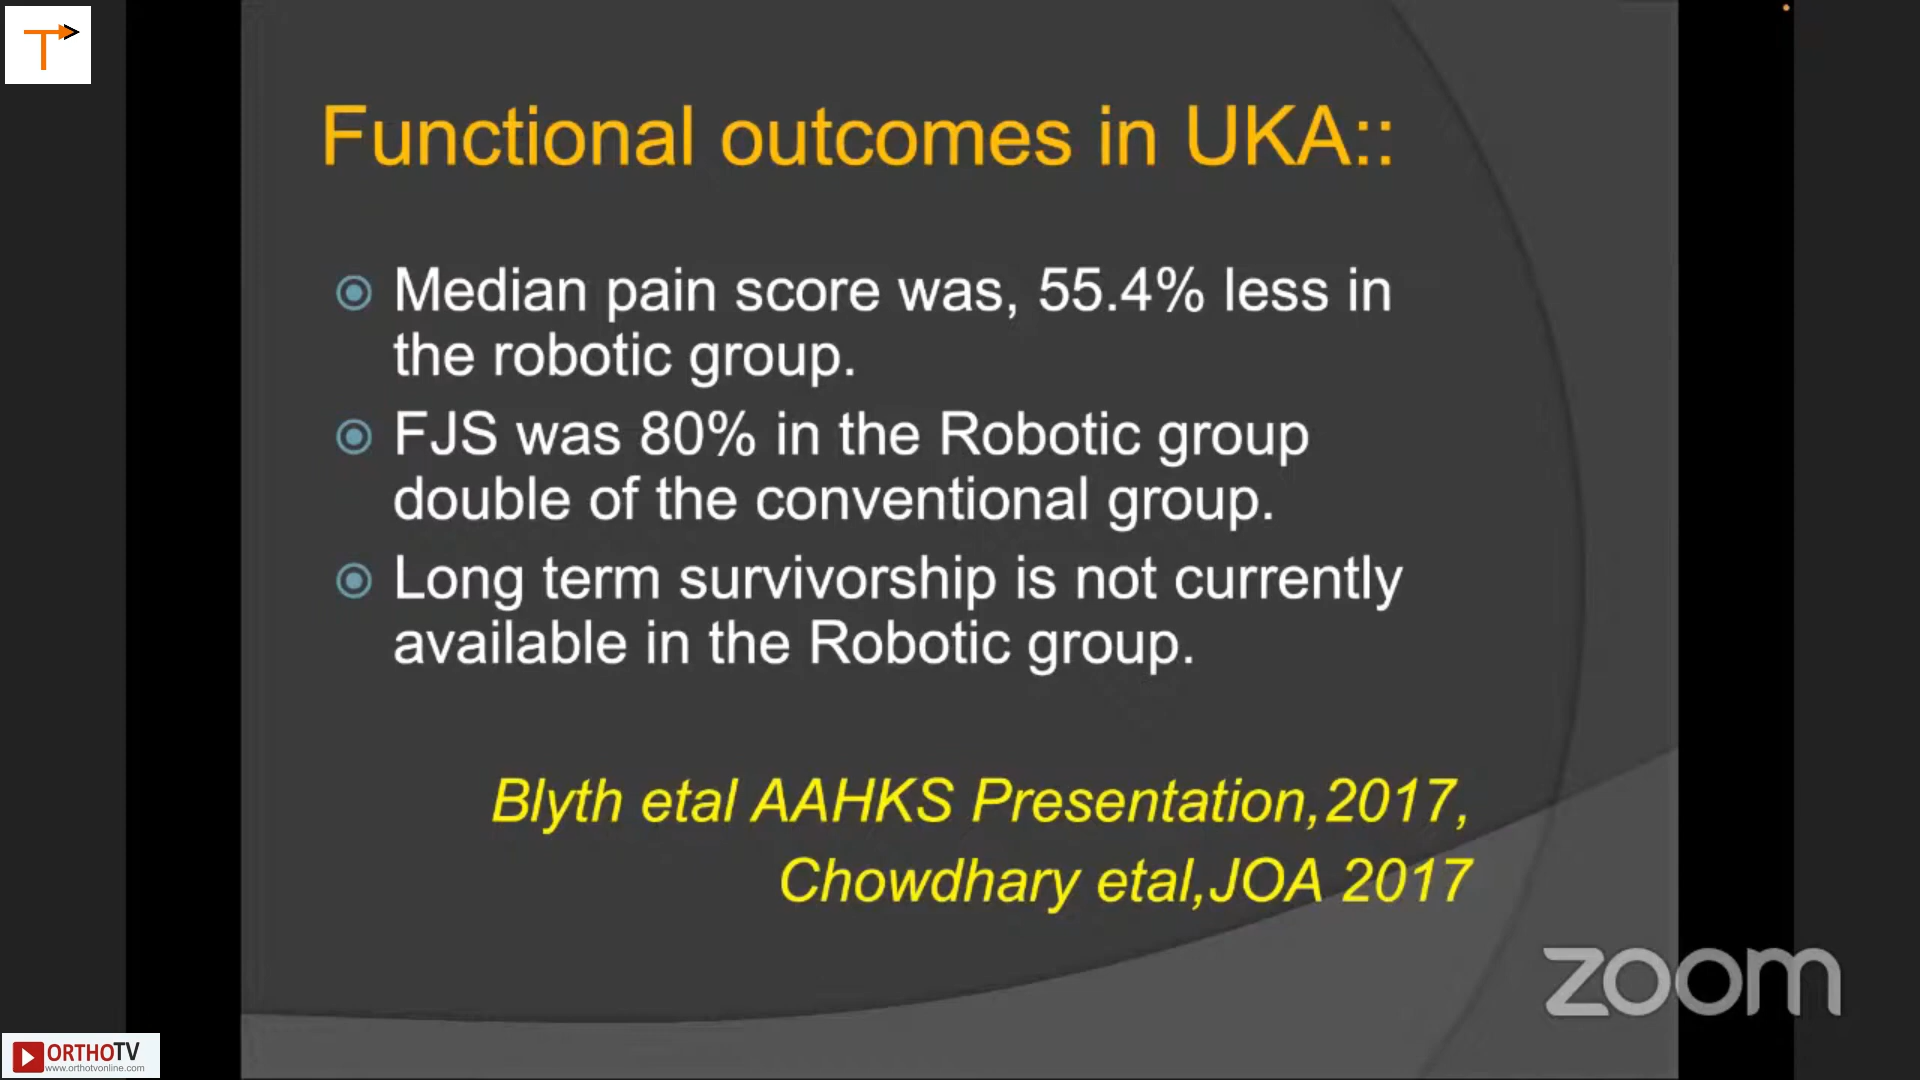 T
Functional outcomes in UKA::
Median pain score was, 55.4% less in
the robotic group.
FJS was 80% in the Robotic group
double of the conventional group.
Long term survivorship is not currently
available in the Robotic group.
Blyth etal AAHKS Presentation,2017,
Chowdhary etal,JOA 2017
zoom
ORTHOTV
www.orthotvonline.com